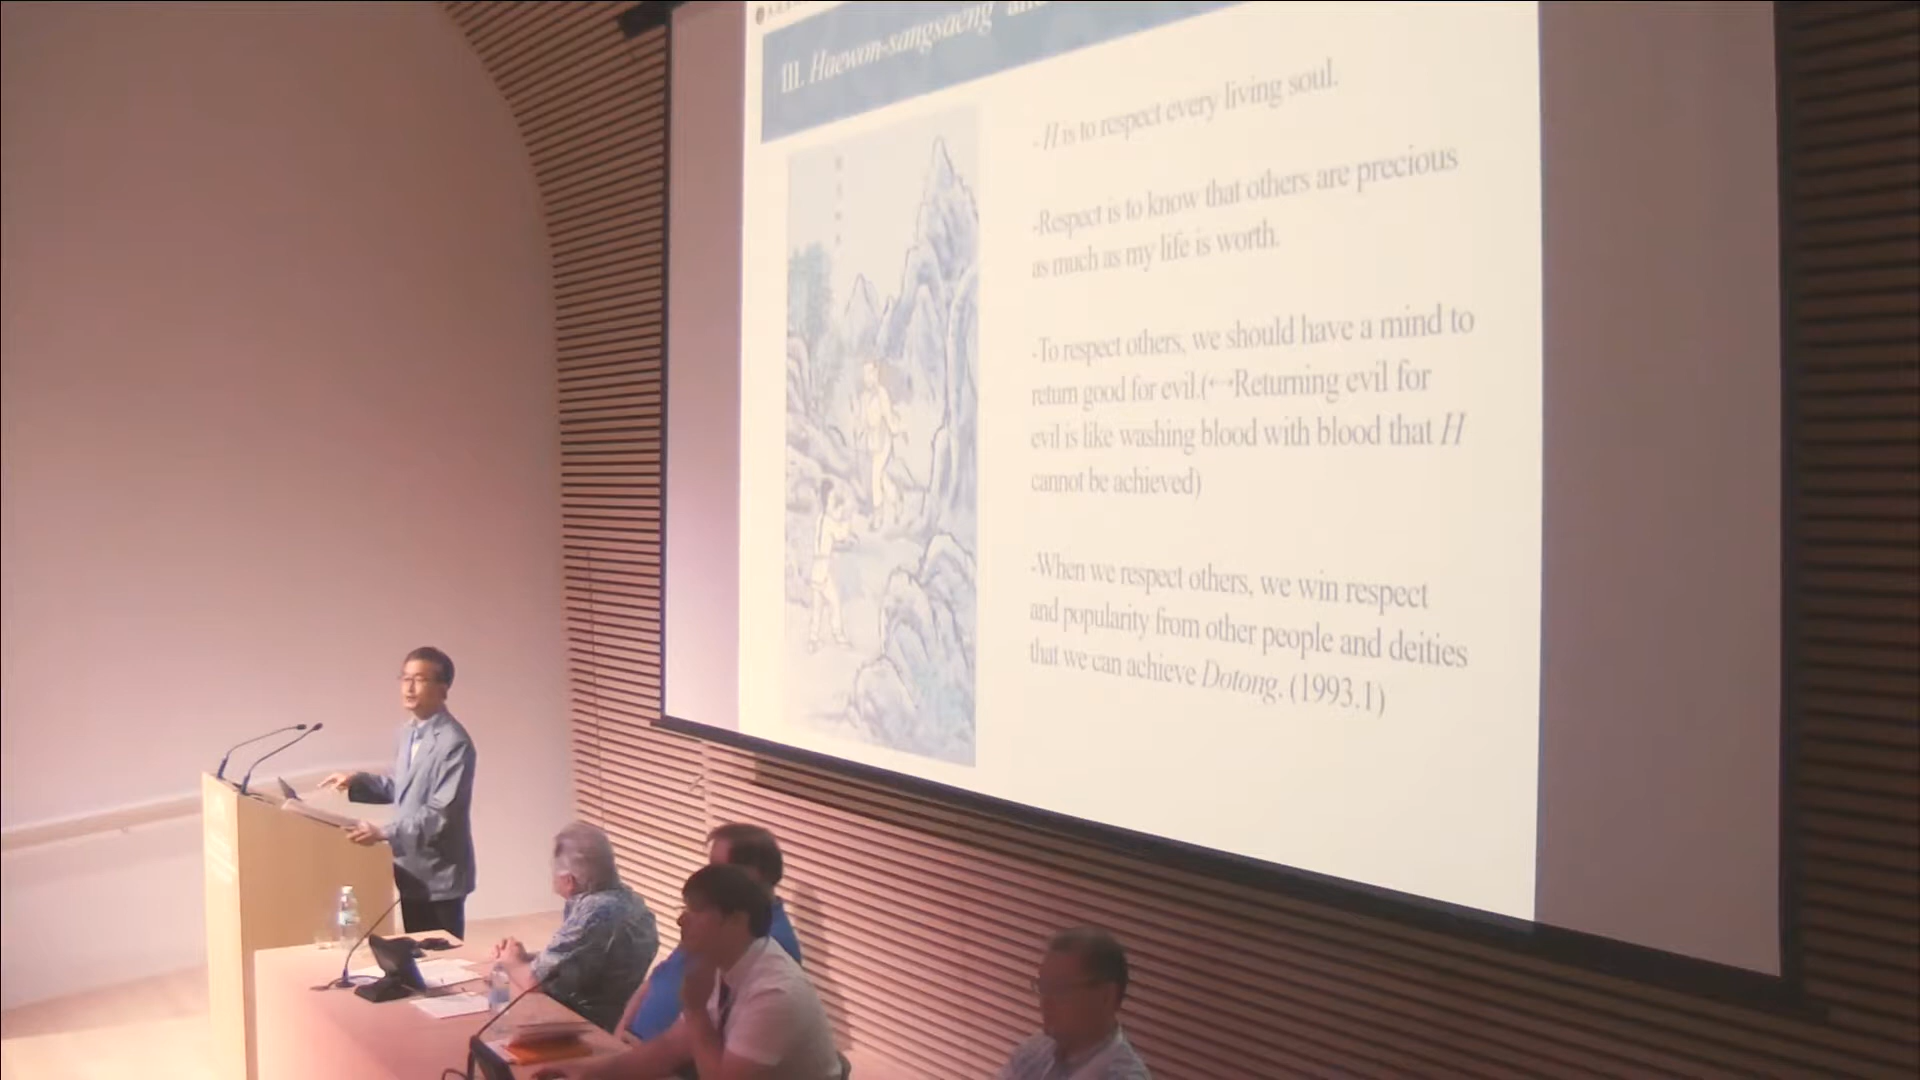 III. Haewon-sangsaeng and
- H is to respect every living soul.
-Respect is to know that others are precious
as much as my life is worth.
-To respect others, we should have a mind to
return good for evil.(↔Returning evil for
evil is like washing blood with blood that H
cannot be achieved)
-When we respect others, we win respect
and popularity from other people and deities
that we can achieve Dotong. (1993.1)